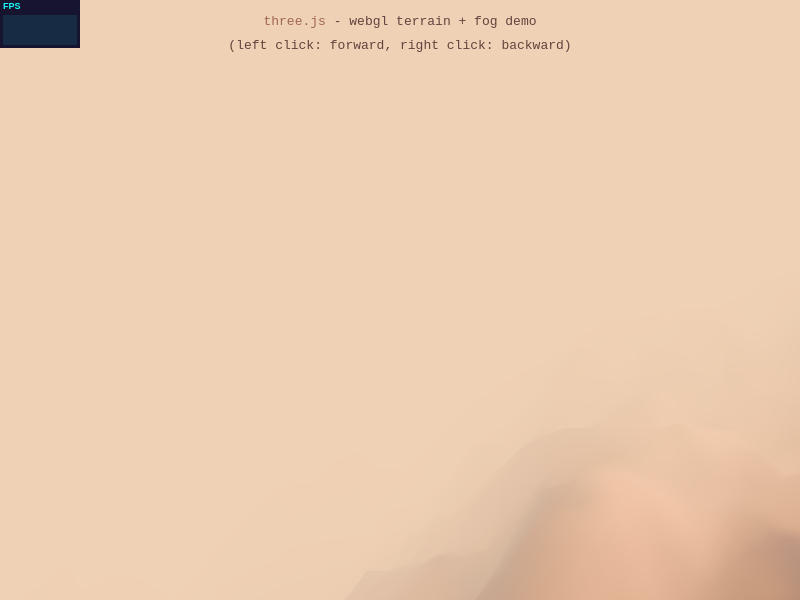 FPS
three.js - webgl terrain + fog demo
(left click: forward, right click: backward)